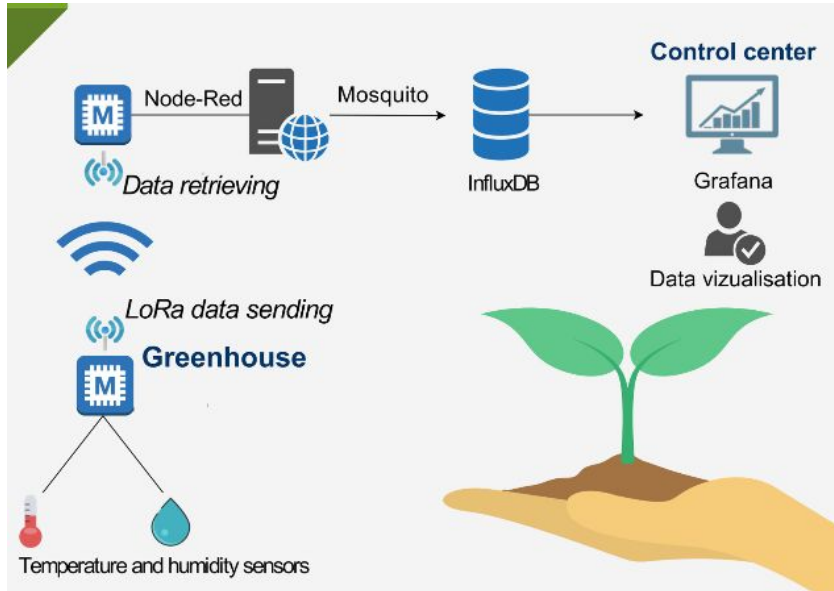 Control center
Node-Red
Mosquito
M
Data retrieving
InfluxDB
Grafana
Data vizualisation
LoRa data sending
Greenhouse
M
Temperature and humidity sensors